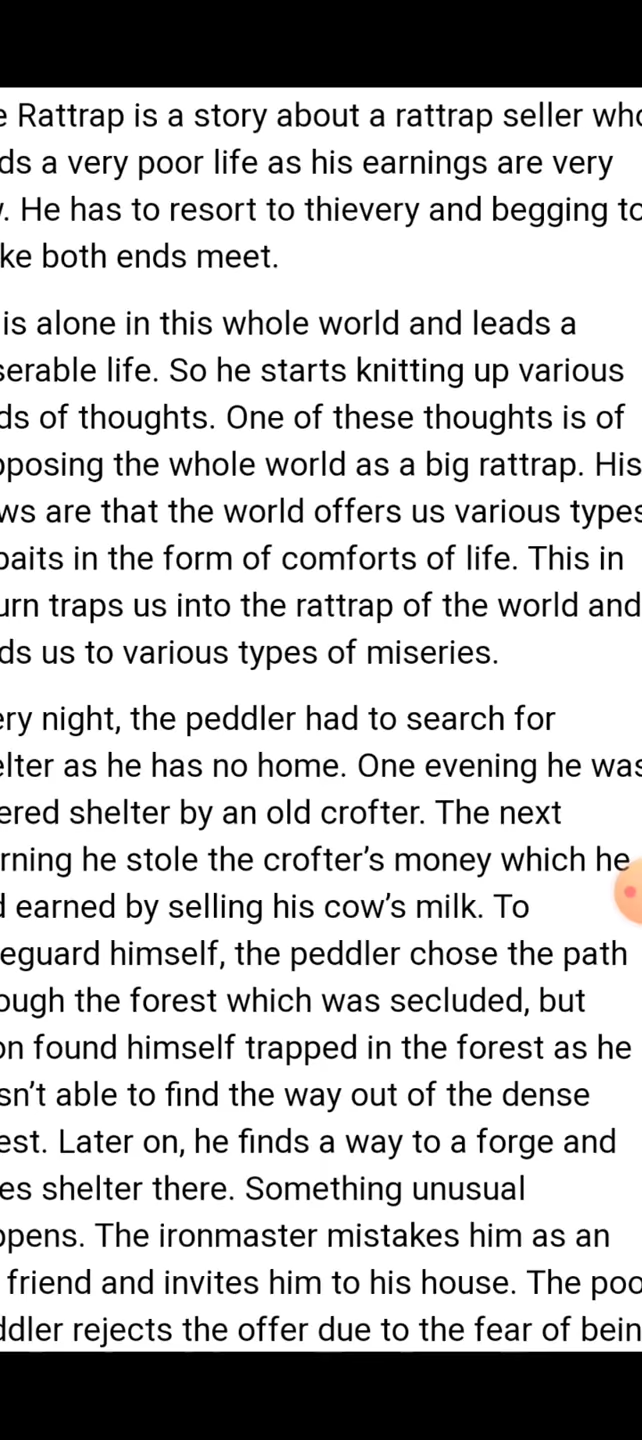 e Rattrap is a story about a rattrap seller who
ds a very poor life as his earnings are very
. He has to resort to thievery and begging to
ke both ends meet.
is alone in this whole world and leads a
serable life. So he starts knitting up various
ds of thoughts. One of these thoughts is of
pposing the whole world as a big rattrap. His
ws are that the world offers us various types
baits in the form of comforts of life. This in
urn traps us into the rattrap of the world and
ds us to various types of miseries.
ery night, the peddler had to search for
elter as he has no home. One evening he was
ered shelter by an old crofter. The next
rning he stole the crofter’s money which he
d earned by selling his cow’s milk. To
eguard himself, the peddler chose the path
ough the forest which was secluded, but
on found himself trapped in the forest as he
sn’t able to find the way out of the dense
est. Later on, he finds a way to a forge and
es shelter there. Something unusual
ppens. The ironmaster mistakes him as an
friend and invites him to his house. The poo
ddler rejects the offer due to the fear of bein